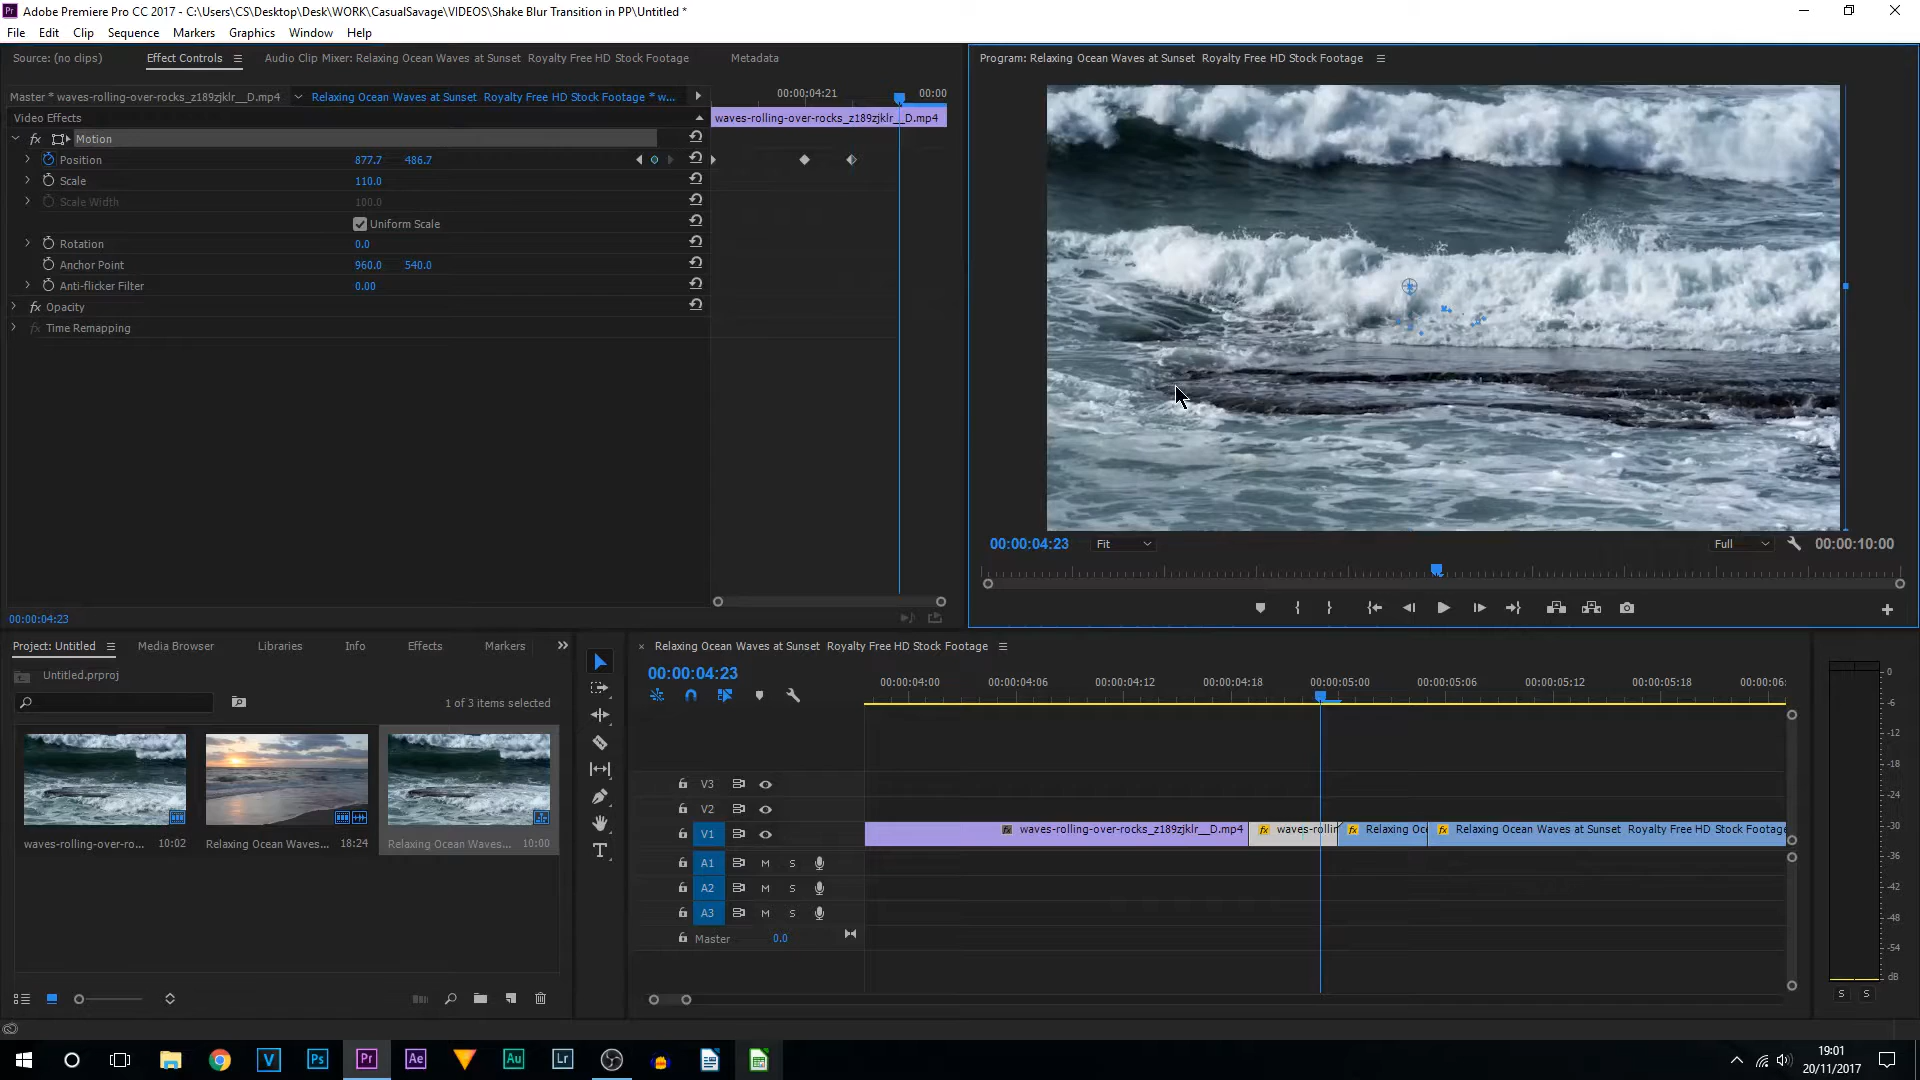 Adobe Premiere Pro CC 2017 - C:\Users\CS\Desktop\Desk\WORK\CasualSavage\VIDEOS\Shake Blur Transition in PP\Untitled *
File Edit Clip Sequence Markers Graphics Window Help
Source: (no clips) Effect Controls Audio Clip Mixer: Relaxing Ocean Waves at Sunset Royalty Free HD Stock Footage Metadata
Program: Relaxing Ocean Waves at Sunset Royalty Free HD Stock Footage
Master * waves-rolling-over-rocks_z189zjklr__D.mp4 Relaxing Ocean Waves at Sunset Royalty Free HD Stock Footage * w...
00:00:04:21 00:00
Video Effects
waves-rolling-over-rocks_z189zjklr__D.mp4
fx Motion
Position 877.7 486.7
Scale 110.0
Scale Width 100.0
Uniform Scale
Rotation 0.0
Anchor Point 960.0 540.0
Anti-flicker Filter 0.00
fx Opacity
fx Time Remapping
00:00:04:23
00:00:04:23 Fit Full 00:00:10:00
Project: Untitled Media Browser Libraries Info Effects Markers
Untitled.prproj
1 of 3 items selected
waves-rolling-over-ro... 10:02
Relaxing Ocean Waves... 18:24
Relaxing Ocean Waves... 10:00
× Relaxing Ocean Waves at Sunset Royalty Free HD Stock Footage
00:00:04:23
00:00:04:00 00:00:04:06 00:00:04:12 00:00:04:18 00:00:05:00 00:00:05:06 00:00:05:12 00:00:05:18 00:00:06:
V3
V2
V1
fx waves-rolling-over-rocks_z189zjklr__D.mp4 fx waves-rollin fx Relaxing Oce fx Relaxing Ocean Waves at Sunset Royalty Free HD Stock Footage
A1 M S
A2 M S
A3 M S
Master 0.0
0
-6
-12
-18
-24
-30
-36
-42
-48
-54
dB
S S
V Ps Pr Ae Au Lr
19:01
20/11/2017